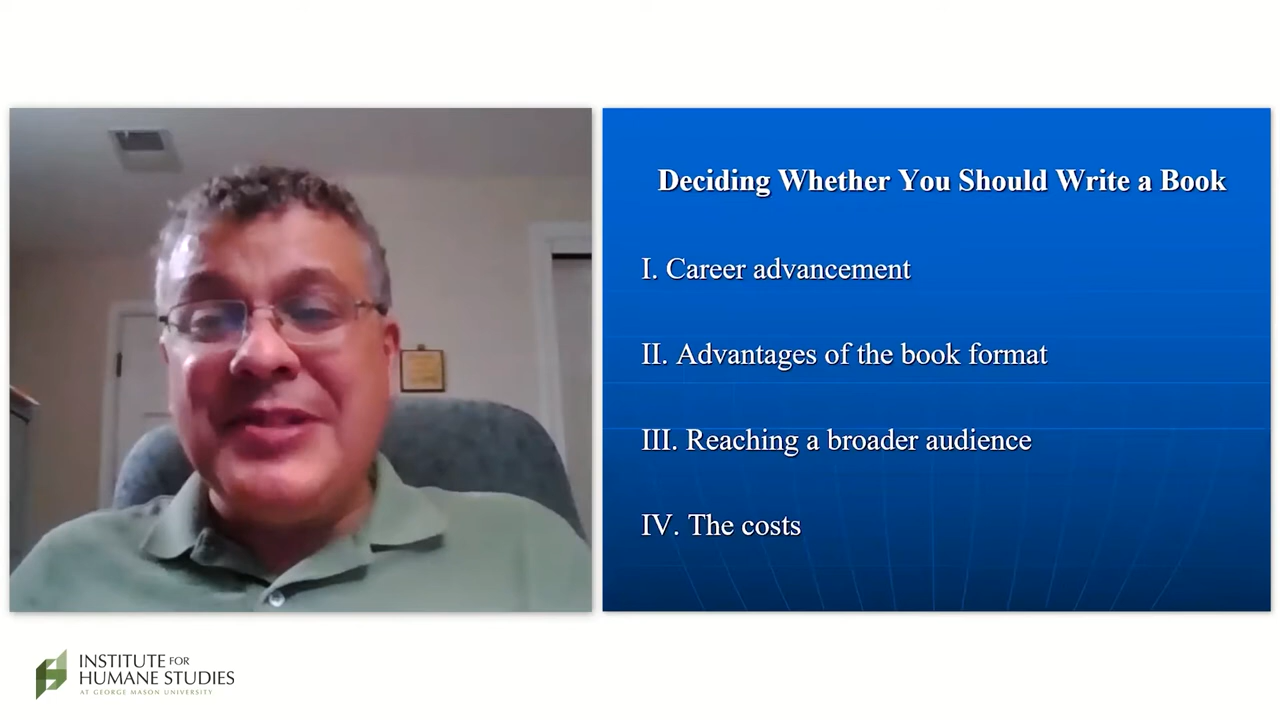 Deciding Whether You Should Write a Book
I. Career advancement
II. Advantages of the book format
III. Reaching a broader audience
IV. The costs
INSTITUTE FOR
HUMANE STUDIES
AT GEORGE MASON UNIVERSITY